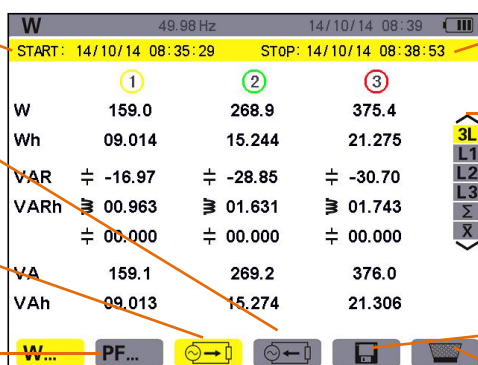 W 49.98 Hz 14/10/14 08:39
START: 14/10/14 08:35:29 STOP: 14/10/14 08:38:53
1 2 3
W 159.0 268.9 375.4
Wh 09.014 15.244 21.275
VAR -16.97 -28.85 -30.70
VARh 00.963 01.631 01.743
00.000 00.000 00.000
VA 159.1 269.2 376.0
VAh 09.013 15.274 21.306
3L
L1
L2
L3
Σ
X̄
W... PF...